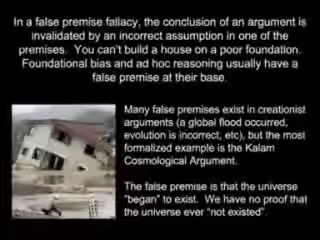 In a false premise fallacy, the conclusion of an argument is
invalidated by an incorrect assumption in one of the
premises. You can't build a house on a poor foundation.
Foundational bias and ad hoc reasoning usually have a
false premise at their base.
Many false premises exist in creationist
arguments (a global flood occurred,
evolution is incorrect, etc), but the most
formalized example is the Kalam
Cosmological Argument.
The false premise is that the universe
"began" to exist. We have no proof that
the universe ever "not existed".